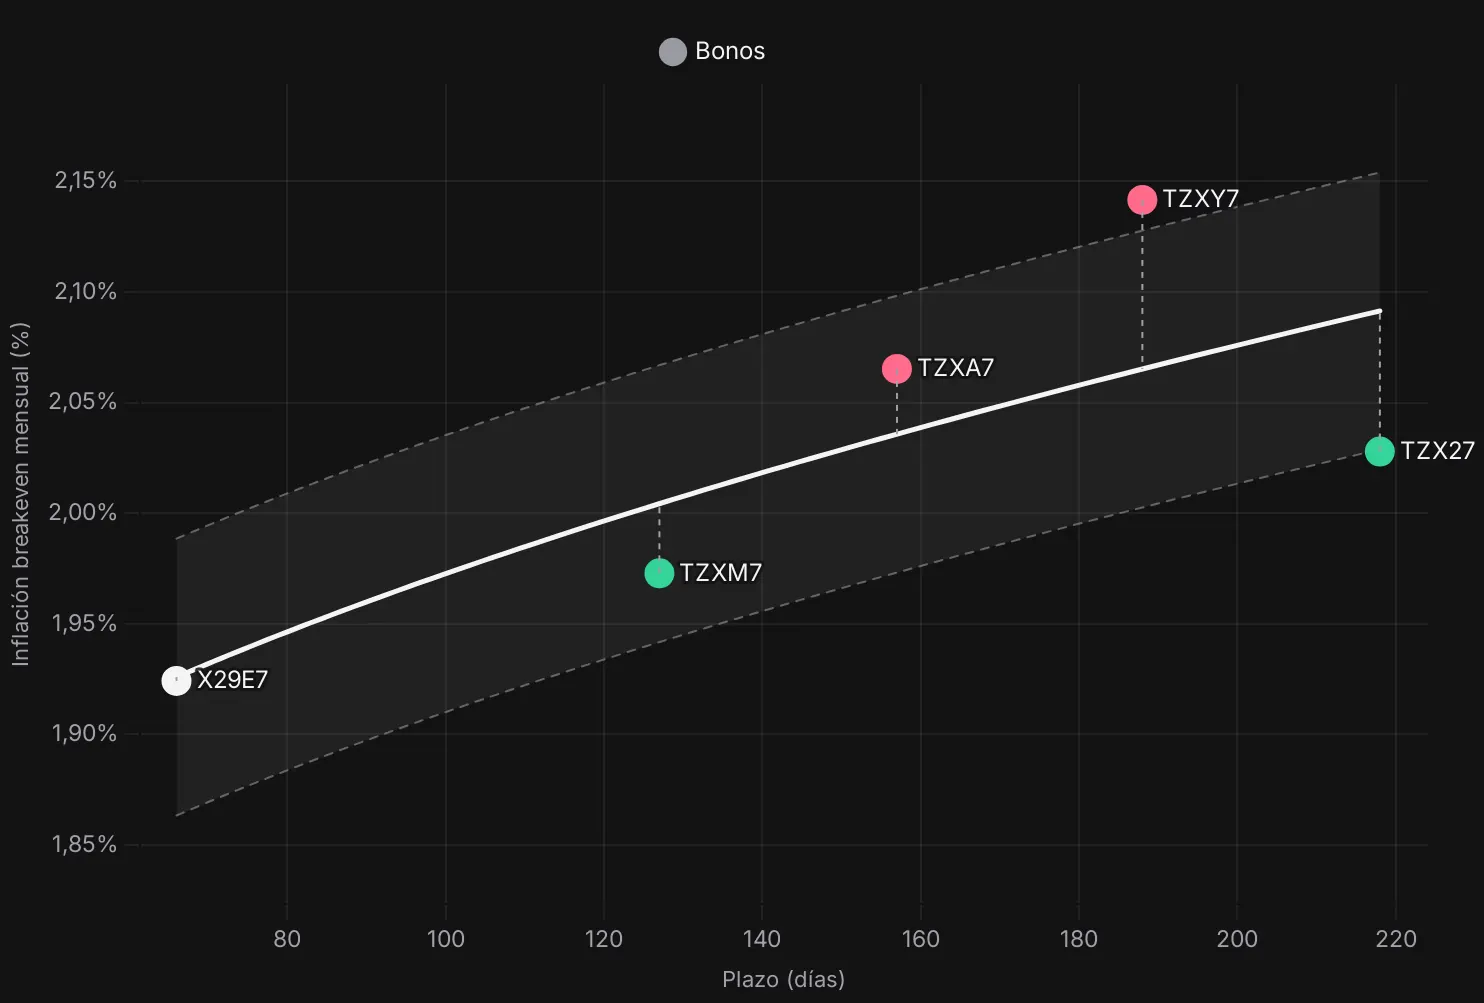 Bonos
Inflación breakeven mensual (%)
2,15%
2,10%
2,05%
2,00%
1,95%
1,90%
1,85%
TZXY7
TZXA7
TZX27
TZXM7
X29E7
80 100 120 140 160 180 200 220
Plazo (días)